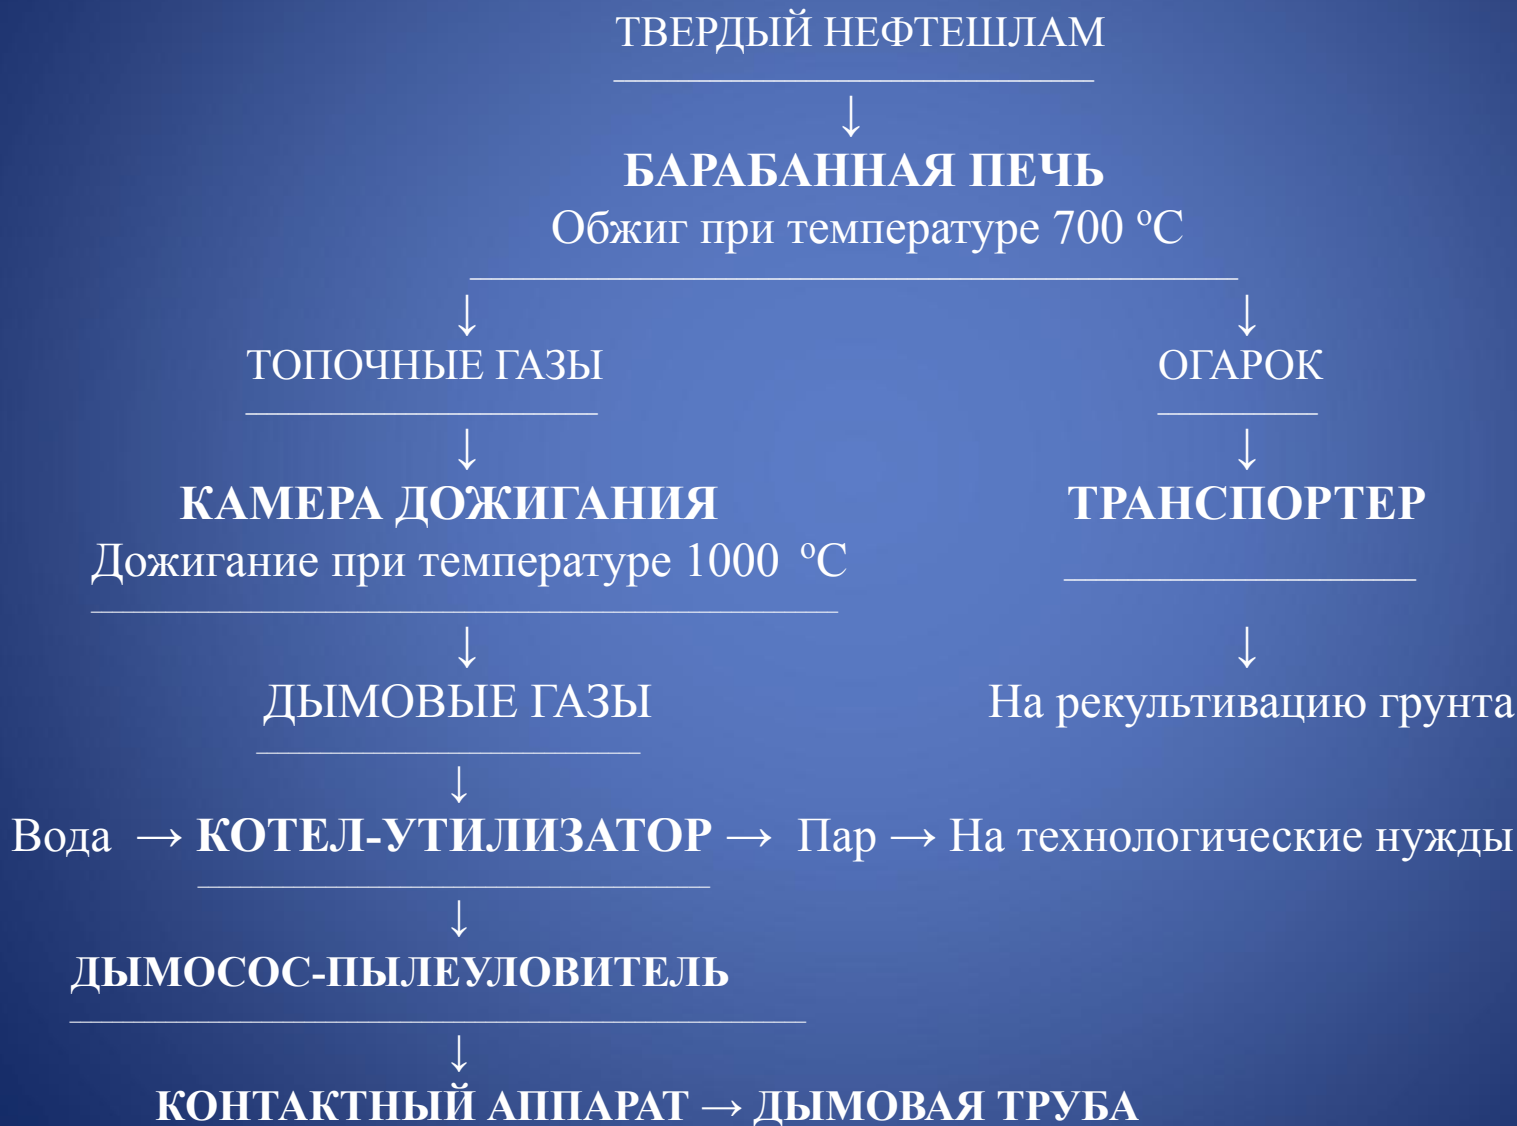 ТВЕРДЫЙ НЕФТЕШЛАМ
↓
БАРАБАННАЯ ПЕЧЬ
Обжиг при температуре 700 ºС
↓ ↓
ТОПОЧНЫЕ ГАЗЫ ОГАРОК
↓ ↓
КАМЕРА ДОЖИГАНИЯ ТРАНСПОРТЕР
Дожигание при температуре 1000 ºС
↓ ↓
ДЫМОВЫЕ ГАЗЫ На рекультивацию грунта
↓
Вода → КОТЕЛ-УТИЛИЗАТОР → Пар → На технологические нужды
↓
ДЫМОСОС-ПЫЛЕУЛОВИТЕЛЬ
↓
КОНТАКТНЫЙ АППАРАТ → ДЫМОВАЯ ТРУБА